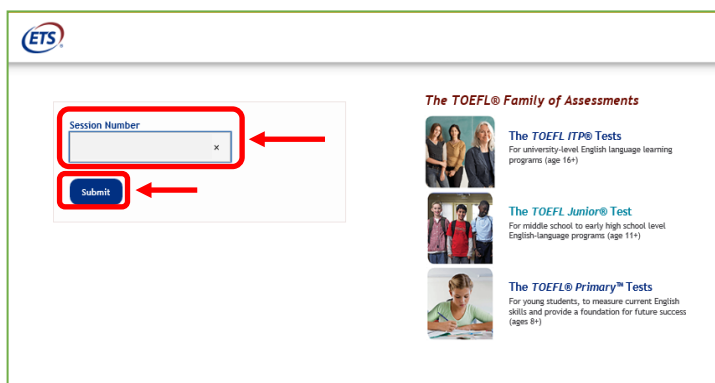 ETS®
Session Number
×
Submit
The TOEFL® Family of Assessments
The TOEFL ITP® Tests
For university-level English language learning
programs (age 16+)
The TOEFL Junior® Test
For middle school to early high school level
English-language programs (age 11+)
The TOEFL® Primary™ Tests
For young students, to measure current English
skills and provide a foundation for future success
(ages 8+)